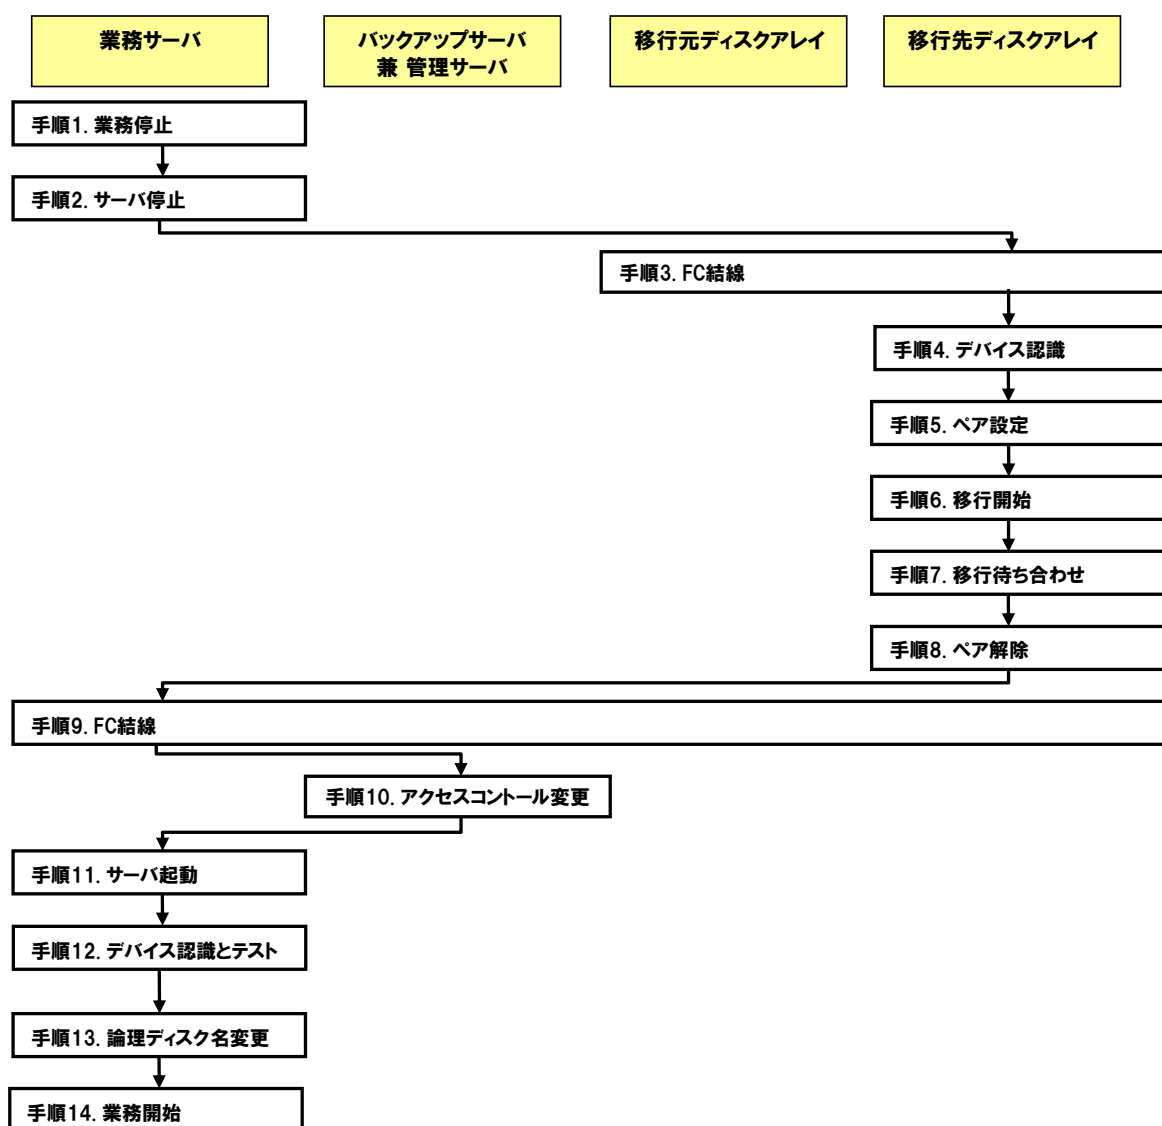 業務サーバ
バックアップサーバ
兼 管理サーバ
移行元ディスクアレイ
移行先ディスクアレイ
手順1. 業務停止
手順2. サーバ停止
手順3. FC結線
手順4. デバイス認識
手順5. ペア設定
手順6. 移行開始
手順7. 移行待ち合わせ
手順8. ペア解除
手順9. FC結線
手順10. アクセスコントール変更
手順11. サーバ起動
手順12. デバイス認識とテスト
手順13. 論理ディスク名変更
手順14. 業務開始